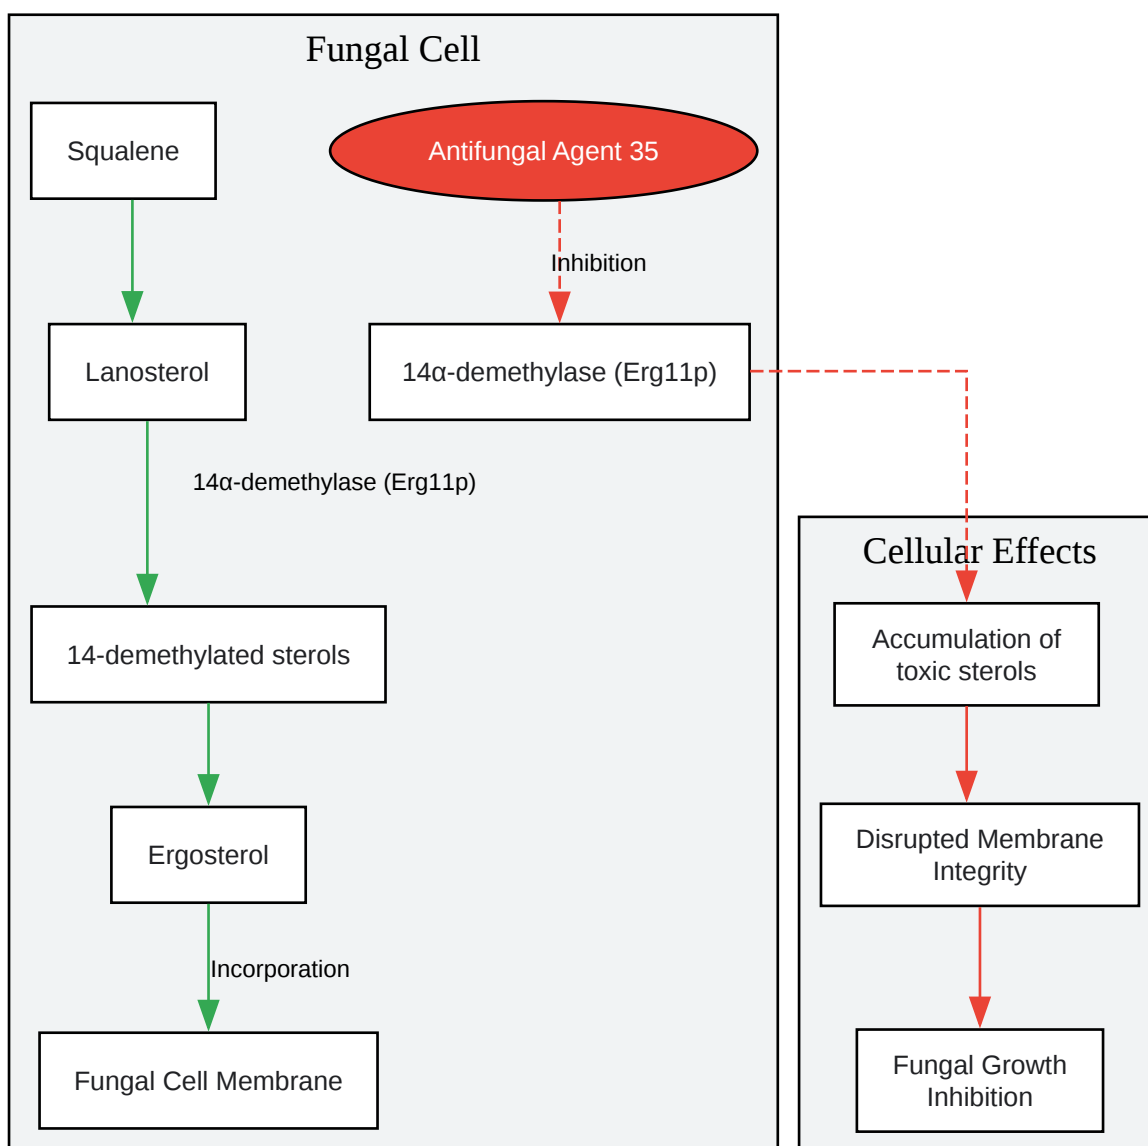 Fungal Cell
Squalene
Antifungal Agent 35
Inhibition
Lanosterol
14α-demethylase (Erg11p)
14α-demethylase (Erg11p)
Cellular Effects
14-demethylated sterols
Accumulation of
toxic sterols
Ergosterol
Disrupted Membrane
Integrity
Incorporation
Fungal Cell Membrane
Fungal Growth
Inhibition